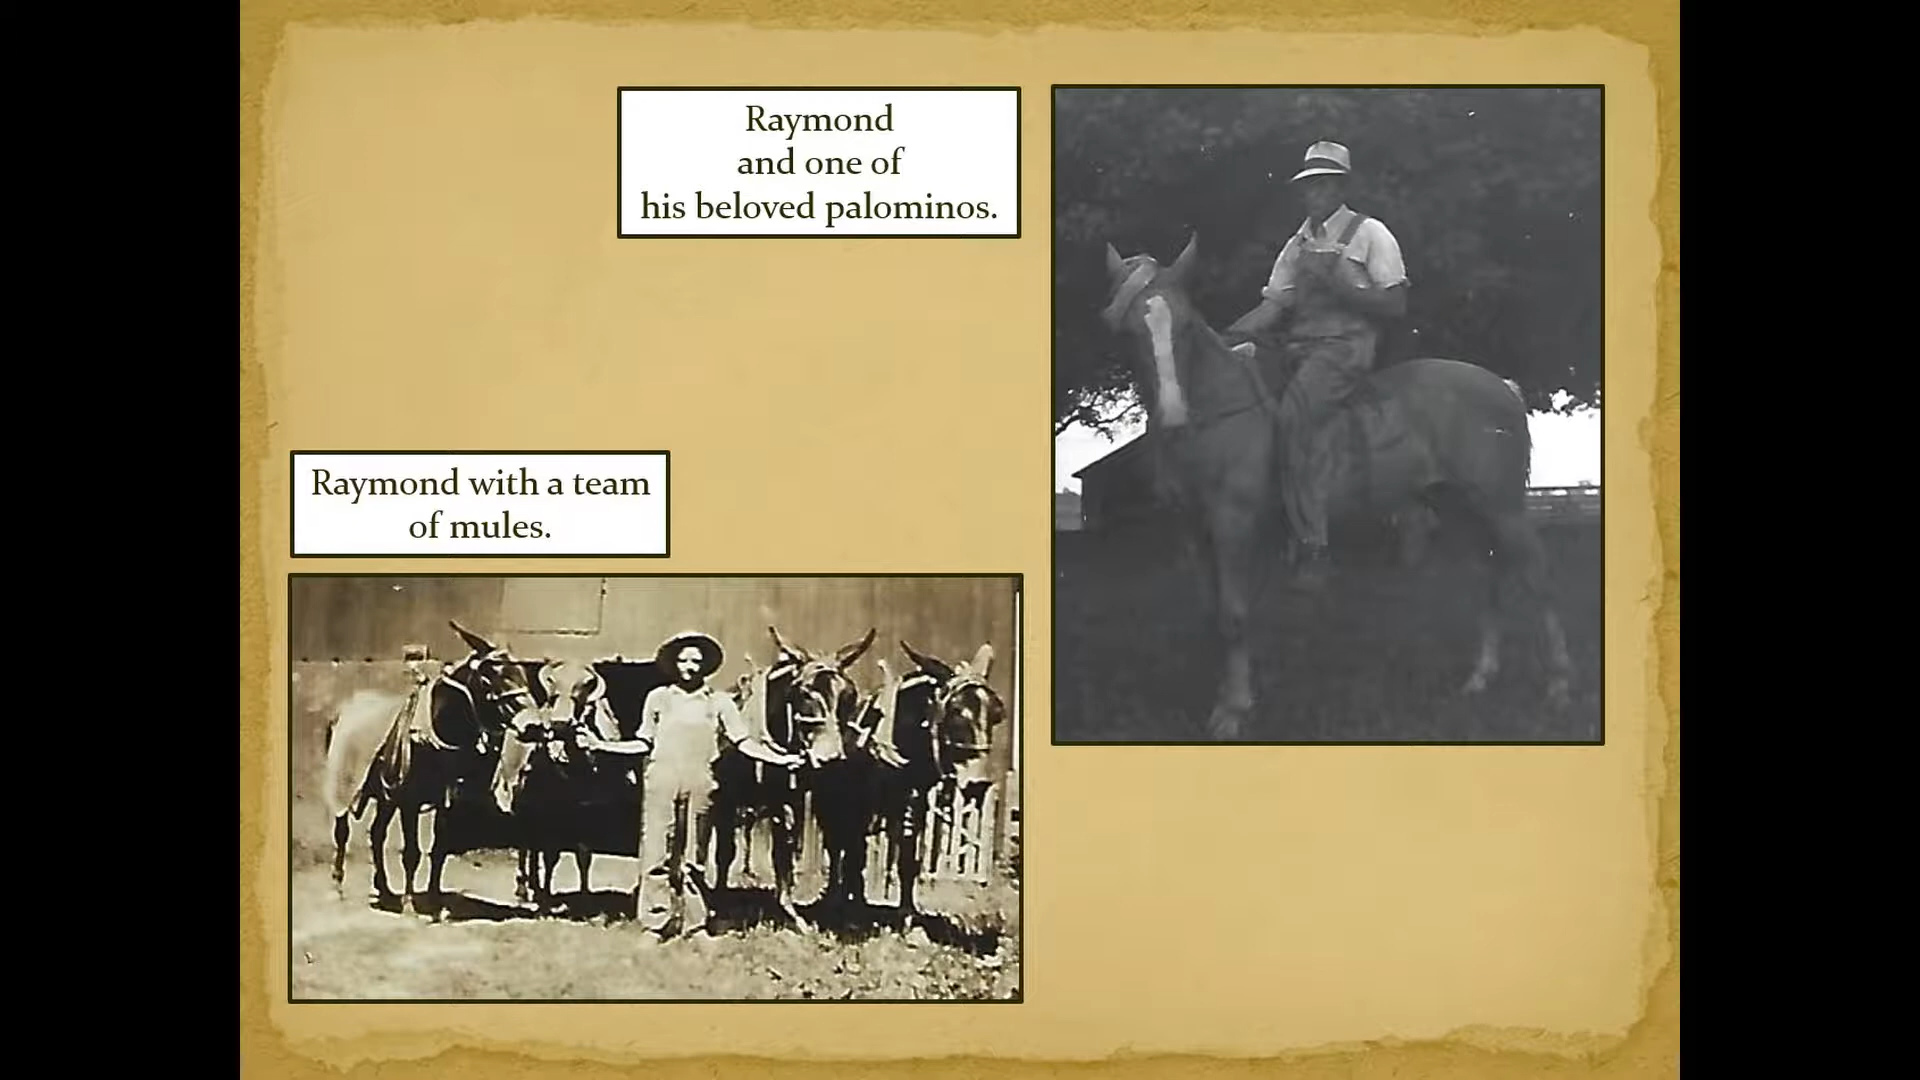 Raymond
and one of
his beloved palominos.
Raymond with a team
of mules.